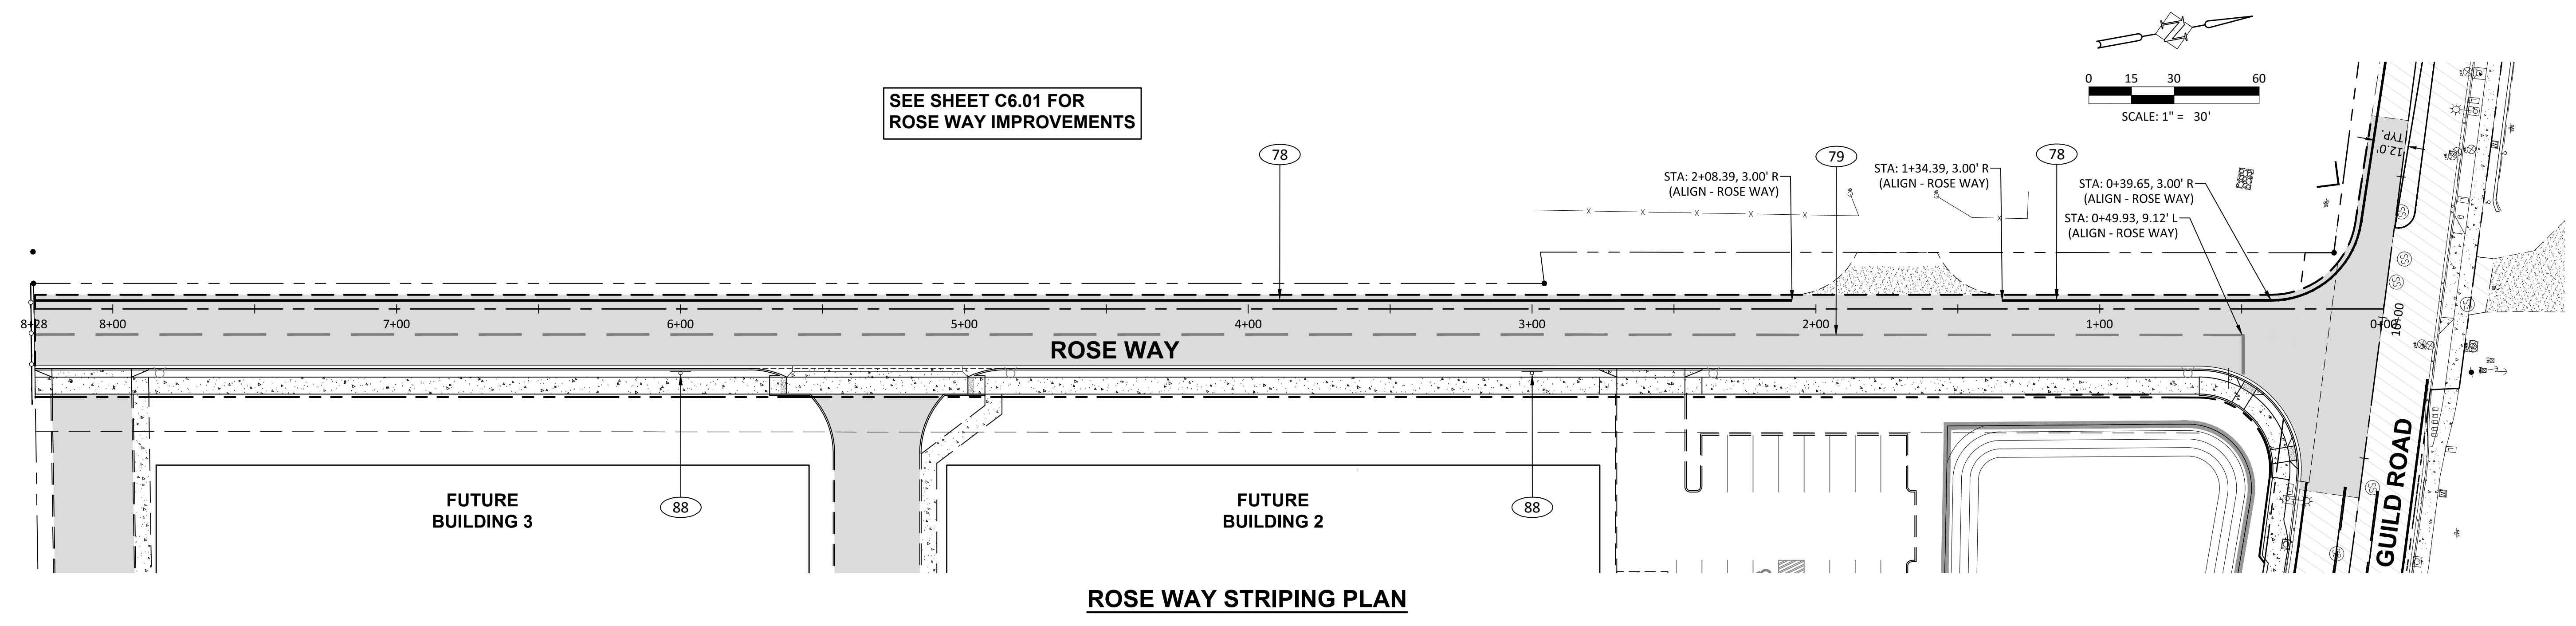 N
0 15 30 60
SCALE: 1" = 30'
SEE SHEET C6.01 FOR
ROSE WAY IMPROVEMENTS
78
79
78
STA: 2+08.39, 3.00' R
(ALIGN - ROSE WAY)
STA: 1+34.39, 3.00' R
(ALIGN - ROSE WAY)
STA: 0+39.65, 3.00' R
(ALIGN - ROSE WAY)
STA: 0+49.93, 9.12' L
(ALIGN - ROSE WAY)
12.0'
TYP.
X X X X X X
8+28 8+00 7+00 6+00 5+00 4+00 3+00 2+00 1+00 0+00
10+00
ROSE WAY
GUILD ROAD
FUTURE
BUILDING 3
88
FUTURE
BUILDING 2
88
ROSE WAY STRIPING PLAN